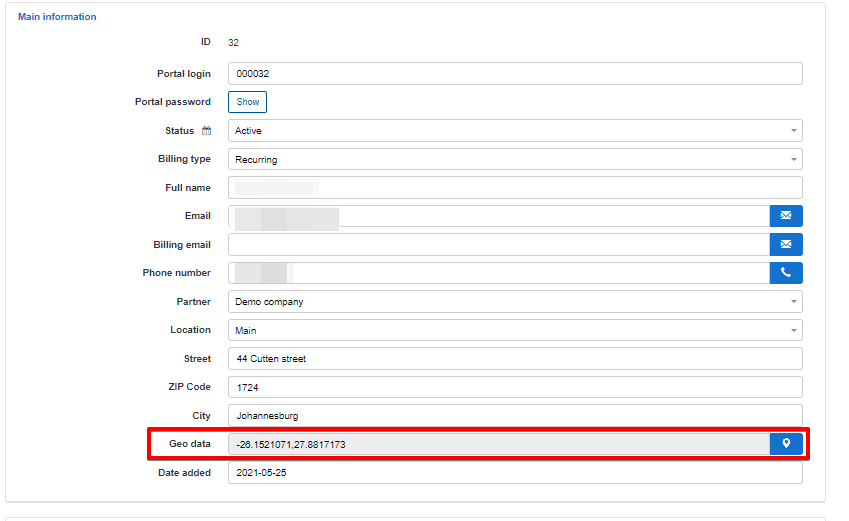 Main information
ID 32
Portal login 000032
Portal password Show
Status Active
Billing type Recurring
Full name
Email
Billing email
Phone number
Partner Demo company
Location Main
Street 44 Cutten street
ZIP Code 1724
City Johannesburg
Geo data -26.1521071,27.8817173
Date added 2021-05-25